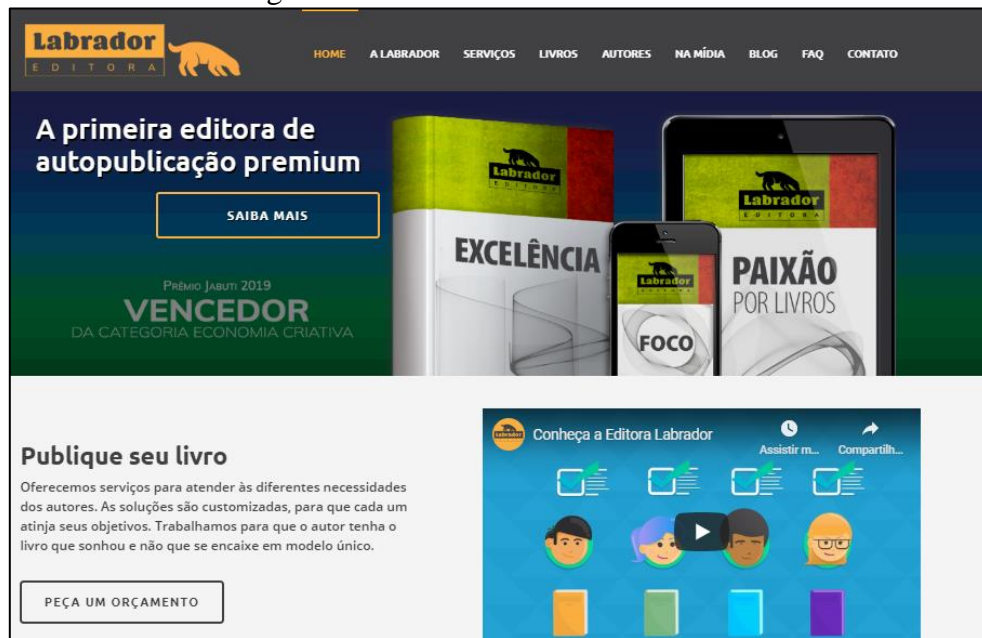 Labrador
EDITORA
HOME A LABRADOR SERVIÇOS LIVROS AUTORES NA MÍDIA BLOG FAQ CONTATO
A primeira editora de
autopublicação premium
SAIBA MAIS
PRÊMIO JABUTI 2019
VENCEDOR
DA CATEGORIA ECONOMIA CRIATIVA
Labrador
EDITORA
EXCELÊNCIA
Labrador
FOCO
Labrador
EDITORA
PAIXÃO
POR LIVROS
Publique seu livro
Oferecemos serviços para atender às diferentes necessidades
dos autores. As soluções são customizadas, para que cada um
atinja seus objetivos. Trabalhamos para que o autor tenha o
livro que sonhou e não que se encaixe em modelo único.
PEÇA UM ORÇAMENTO
Labrador
Conheça a Editora Labrador
Assistir m...
Compartilh...